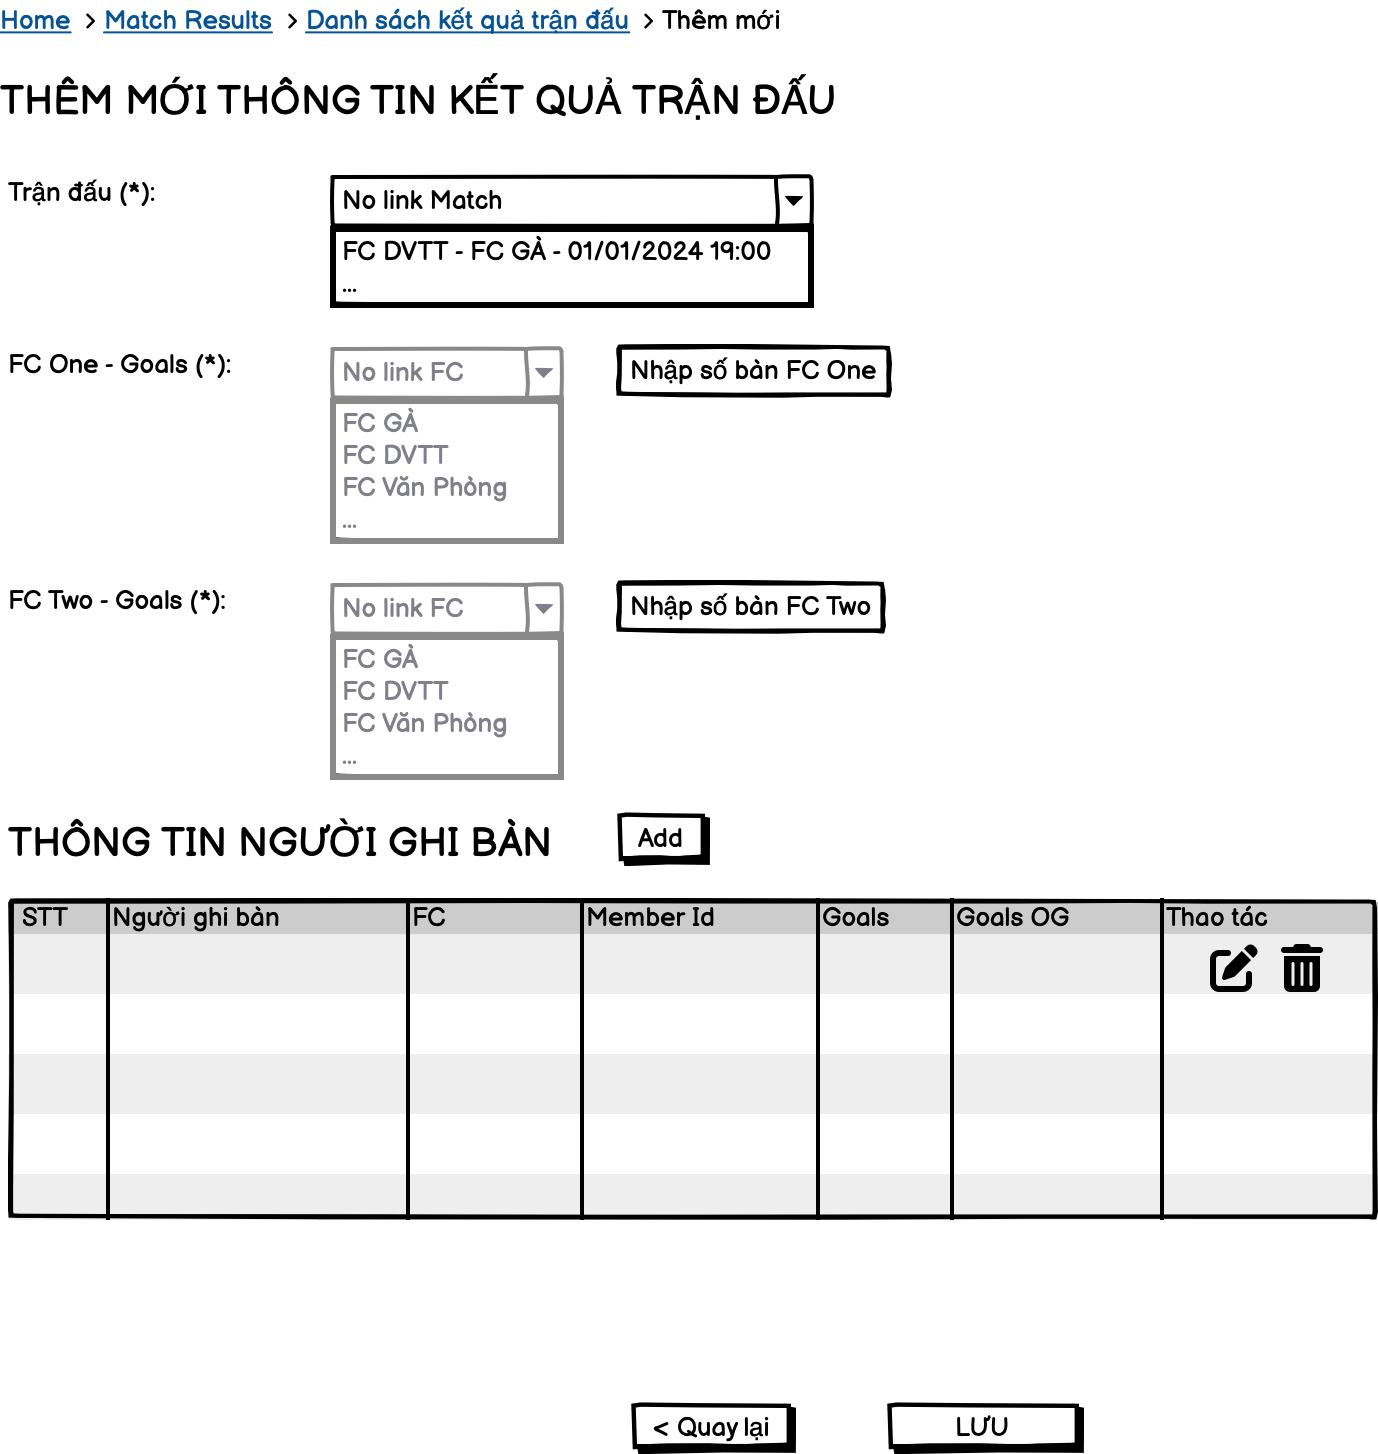 Home > Match Results > Danh sách kết quả trận đấu > Thêm mới
THÊM MỚI THÔNG TIN KẾT QUẢ TRẬN ĐẤU
Trận đấu (*):
No link Match
FC DVTT - FC GÀ - 01/01/2024 19:00
...
FC One - Goals (*):
No link FC
Nhập số bàn FC One
FC GÀ
FC DVTT
FC Văn Phòng
...
FC Two - Goals (*):
No link FC
Nhập số bàn FC Two
FC GÀ
FC DVTT
FC Văn Phòng
...
THÔNG TIN NGƯỜI GHI BÀN
Add
STT Người ghi bàn FC Member Id Goals Goals OG Thao tác
< Quay lại
LƯU